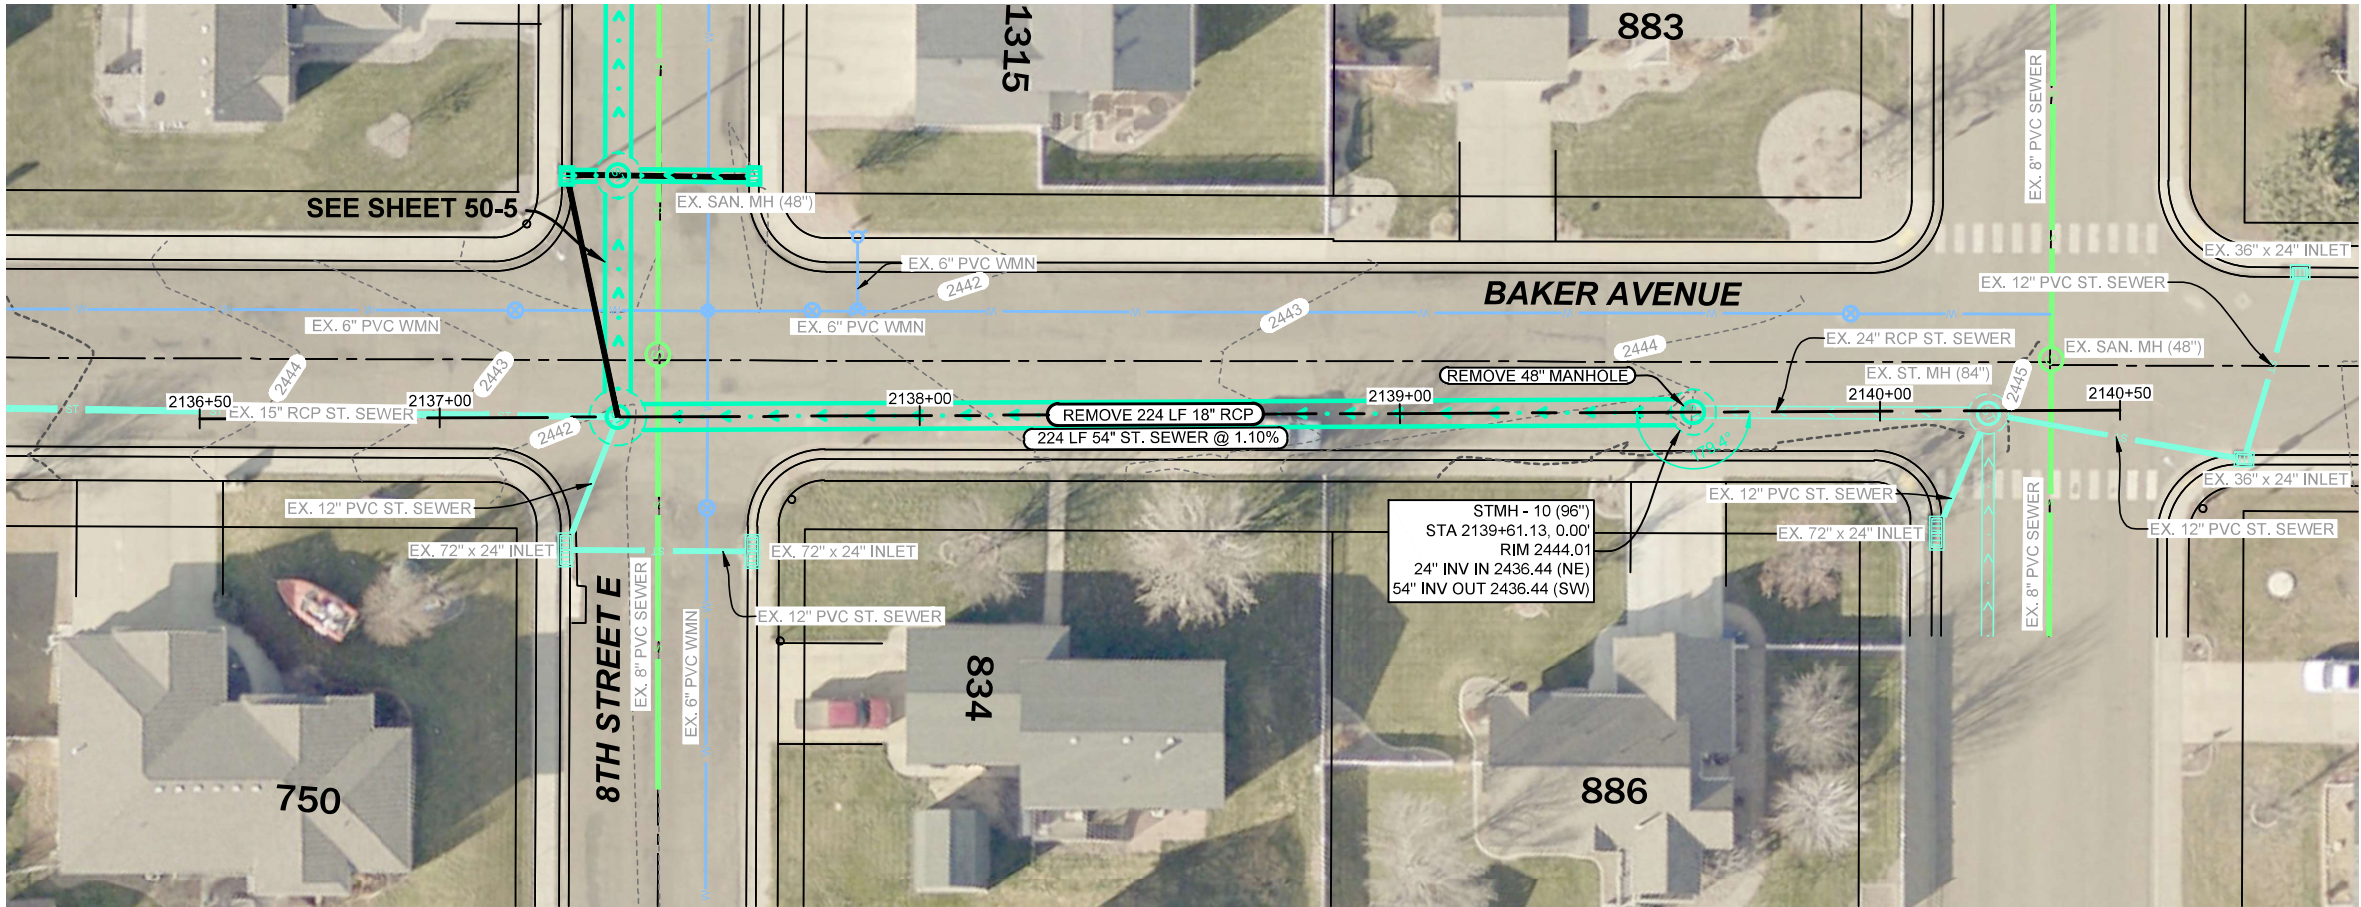 1315
883
EX. 8" PVC SEWER
SEE SHEET 50-5
EX. SAN. MH (48")
EX. 36" x 24" INLET
EX. 6" PVC WMN
2442
BAKER AVENUE
EX. 12" PVC ST. SEWER
EX. 6" PVC WMN
EX. 6" PVC WMN
2443
EX. 24" RCP ST. SEWER
EX. SAN. MH (48")
2444
2443
2444
REMOVE 48" MANHOLE
EX. ST. MH (84")
2445
2136+50
EX. 15" RCP ST. SEWER
2137+00
2138+00
REMOVE 224 LF 18" RCP
2139+00
2140+00
2140+50
2442
224 LF 54" ST. SEWER @ 1.10%
179.4°
EX. 12" PVC ST. SEWER
EX. 12" PVC ST. SEWER
EX. 36" x 24" INLET
STMH - 10 (96")
STA 2139+61.13, 0.00'
RIM 2444.01
24" INV IN 2436.44 (NE)
54" INV OUT 2436.44 (SW)
EX. 72" x 24" INLET
EX. 12" PVC ST. SEWER
EX. 72" x 24" INLET
EX. 72" x 24" INLET
EX. 8" PVC SEWER
EX. 12" PVC ST. SEWER
8TH STREET E
EX. 8" PVC SEWER
EX. 6" PVC WMN
834
750
886